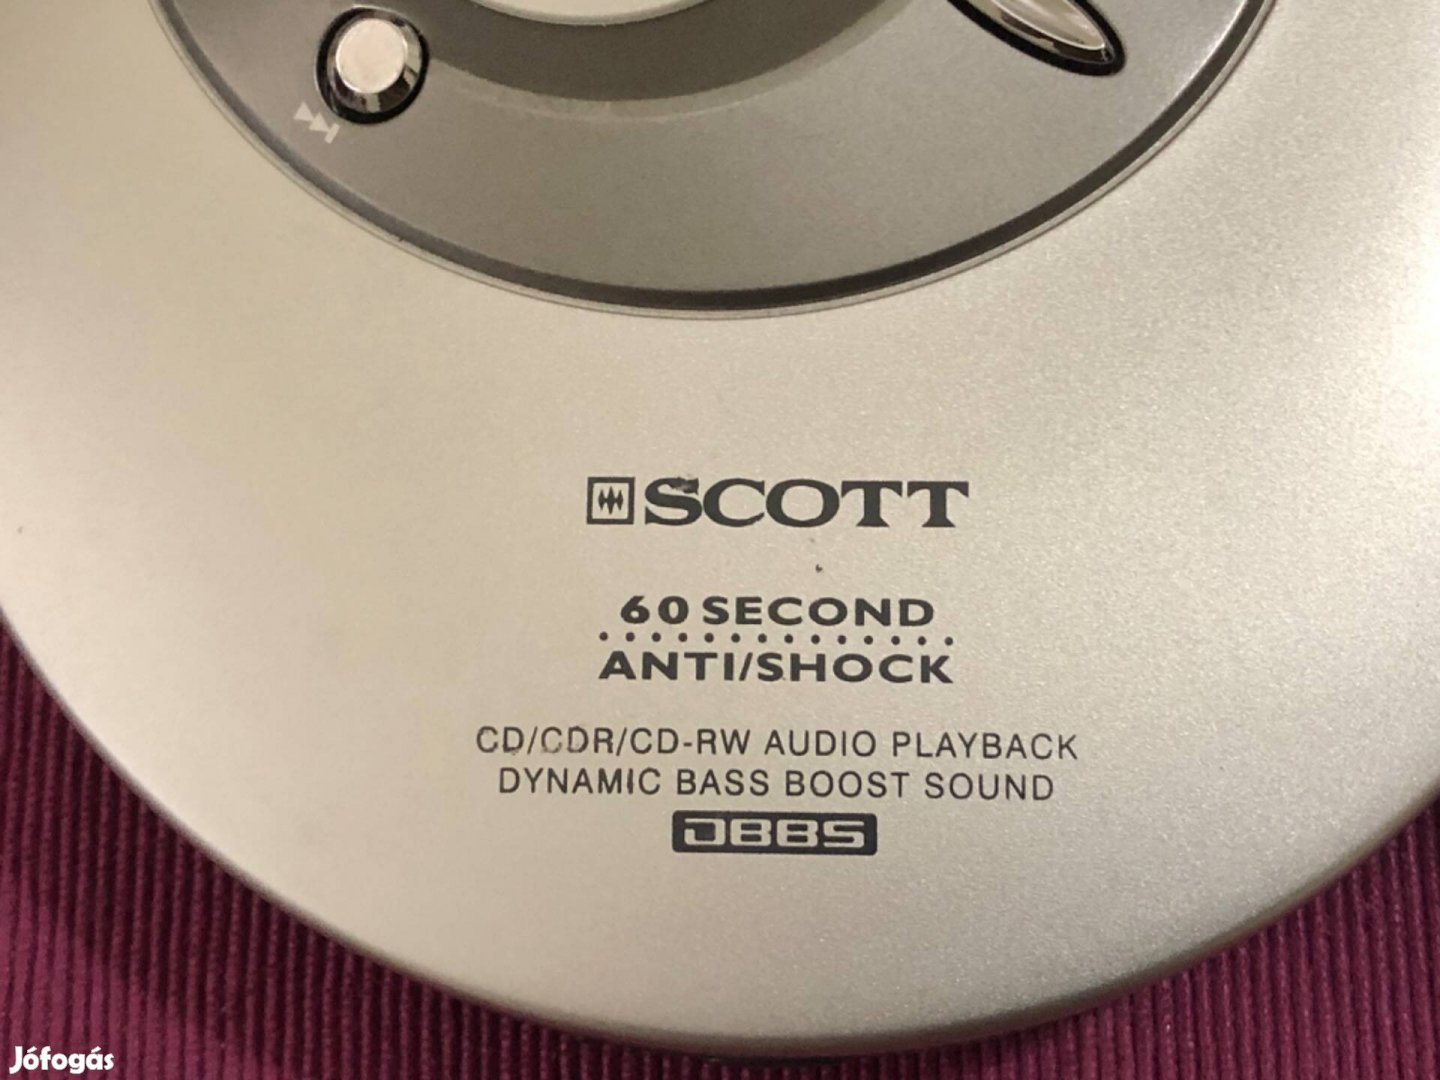 SCOTT
60 SECOND
ANTI/SHOCK
CD/CDR/CD-RW AUDIO PLAYBACK
DYNAMIC BASS BOOST SOUND
DBBS
Jófogás